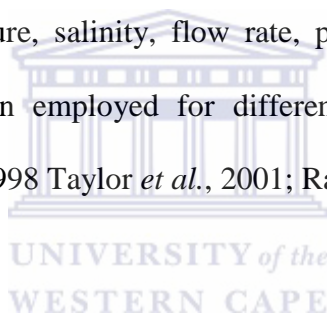 ure, salinity, flow rate, p
n employed for differen
998 Taylor et al., 2001; Ra
UNIVERSITY of the
WESTERN CAPE